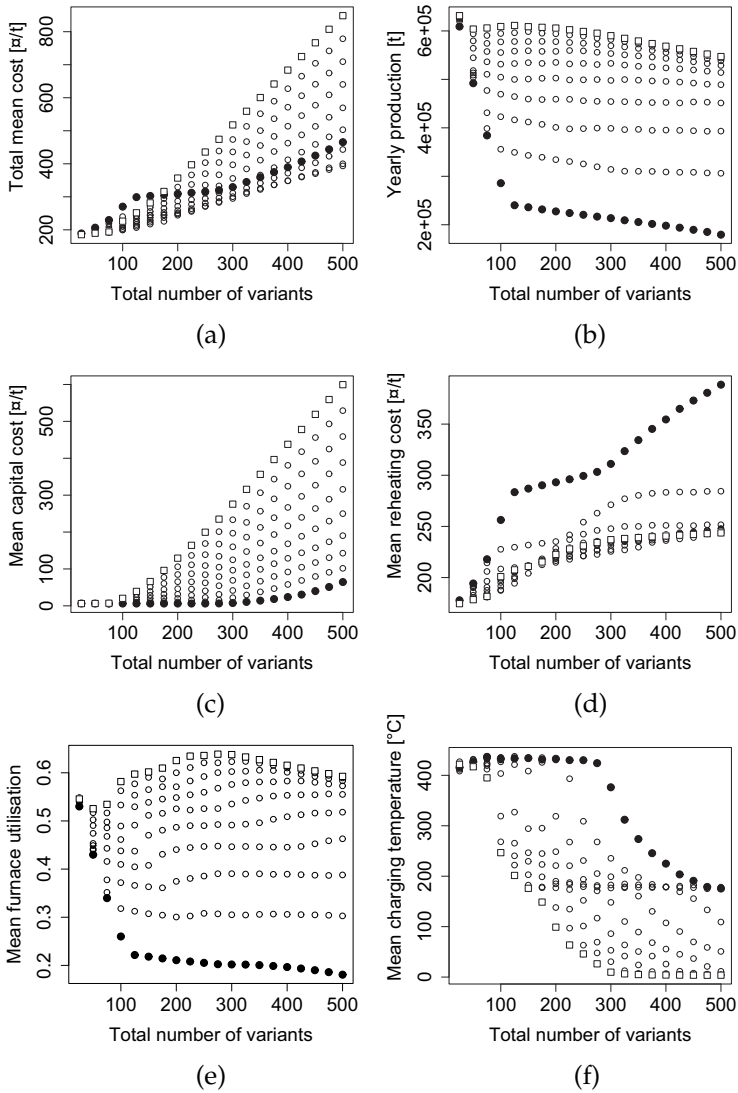 Total mean cost [¤/t]
800
600
400
200
100 200 300 400 500
Total number of variants
(a)
Yearly production [t]
6e+05
4e+05
2e+05
100 200 300 400 500
Total number of variants
(b)
Mean capital cost [¤/t]
500
300
100
0
100 200 300 400 500
Total number of variants
(c)
Mean reheating cost [¤/t]
350
300
250
200
100 200 300 400 500
Total number of variants
(d)
Mean furnace utilisation
0.6
0.5
0.4
0.3
0.2
100 200 300 400 500
Total number of variants
(e)
Mean charging temperature [°C]
400
300
200
100
0
100 200 300 400 500
Total number of variants
(f)